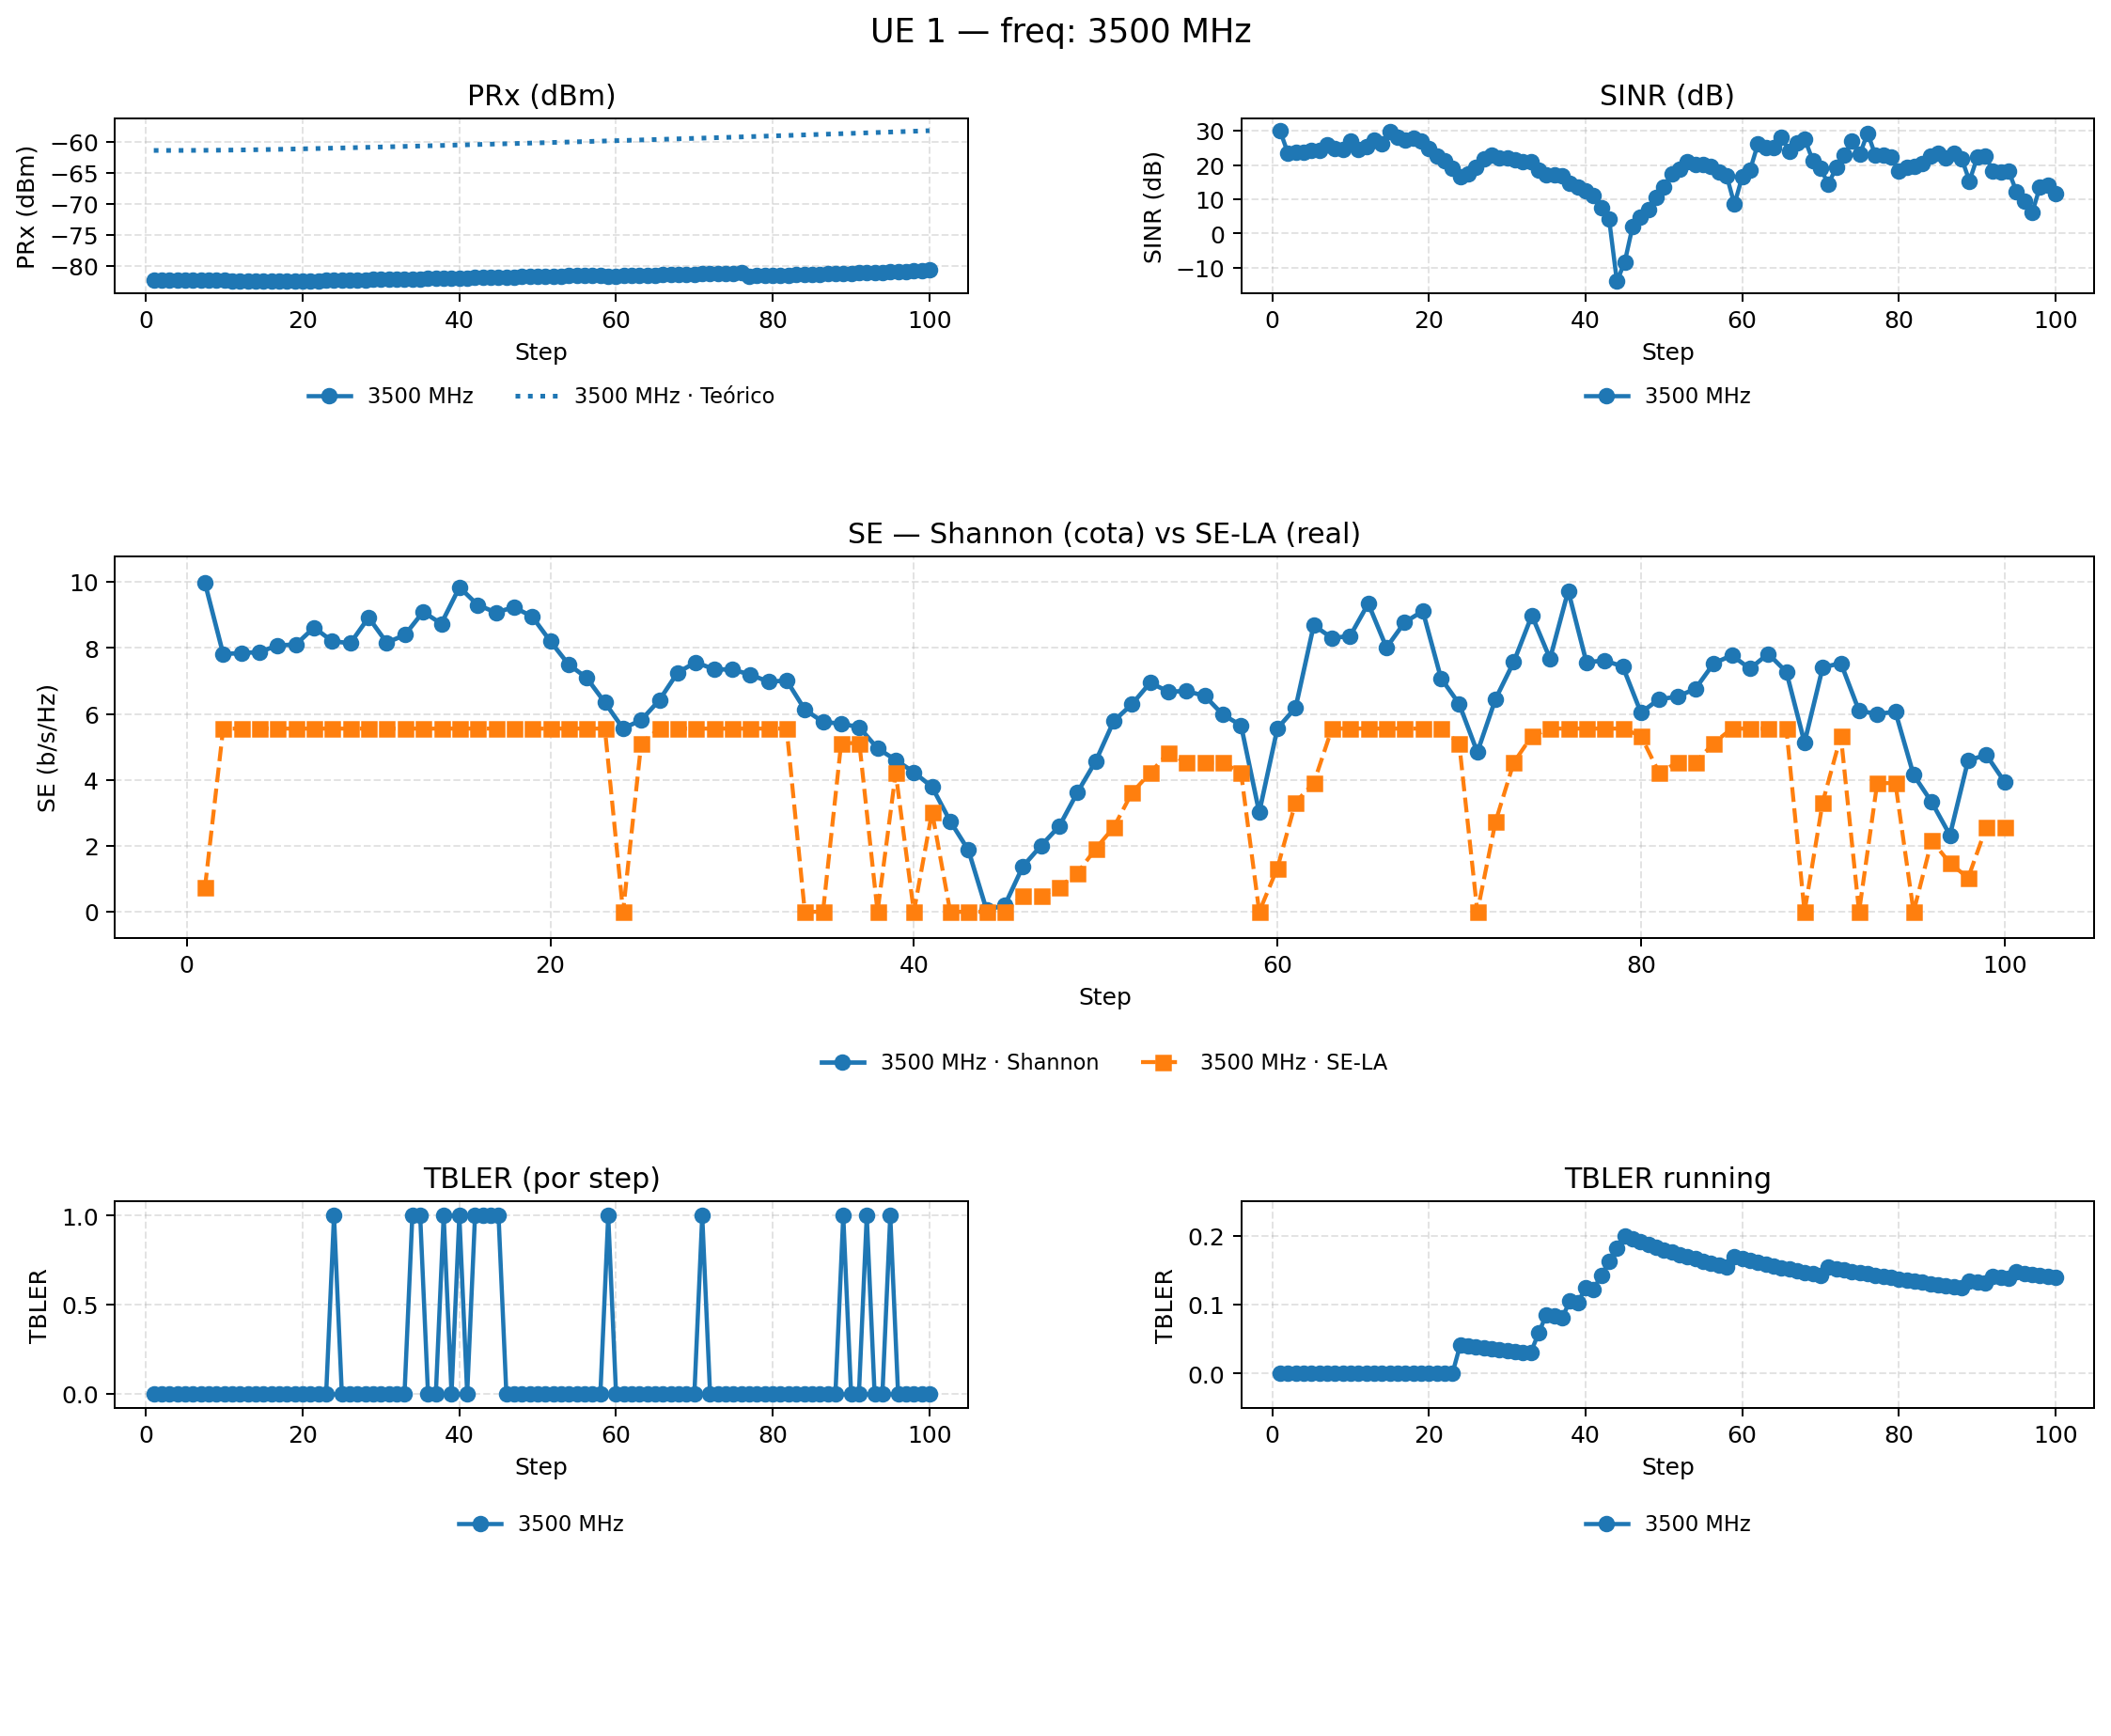 UE 1 — freq: 3500 MHz
PRx (dBm)
PRx (dBm)
−60
−65
−70
−75
−80
0 20 40 60 80 100
Step
3500 MHz 3500 MHz · Teórico
SINR (dB)
SINR (dB)
30
20
10
0
−10
0 20 40 60 80 100
Step
3500 MHz
SE — Shannon (cota) vs SE-LA (real)
SE (b/s/Hz)
10
8
6
4
2
0
0 20 40 60 80 100
Step
3500 MHz · Shannon 3500 MHz · SE-LA
TBLER (por step)
TBLER
1.0
0.5
0.0
0 20 40 60 80 100
Step
3500 MHz
TBLER running
TBLER
0.2
0.1
0.0
0 20 40 60 80 100
Step
3500 MHz